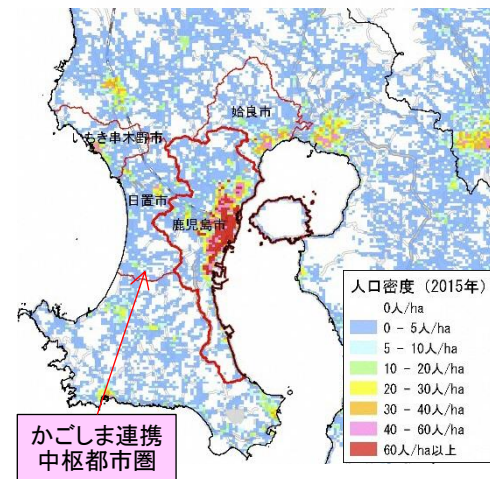 姶良市
いちき串木野市
日置市
鹿児島市
人口密度（2015年）
0人/ha
0 - 5人/ha
5 - 10人/ha
10 - 20人/ha
20 - 30人/ha
30 - 40人/ha
40 - 60人/ha
60人/ha以上
かごしま連携
中枢都市圏